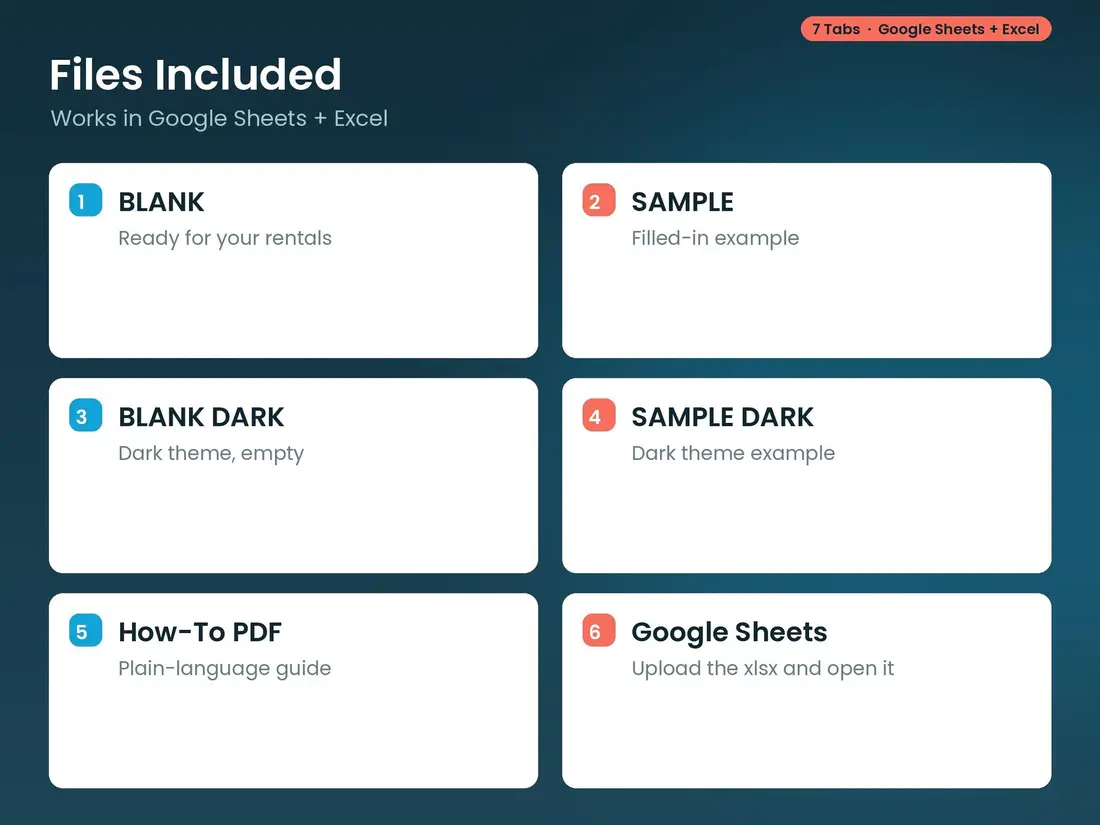 7 Tabs · Google Sheets + Excel
Files Included
Works in Google Sheets + Excel
1
BLANK
Ready for your rentals
2
SAMPLE
Filled-in example
3
BLANK DARK
Dark theme, empty
4
SAMPLE DARK
Dark theme example
5
How-To PDF
Plain-language guide
6
Google Sheets
Upload the xlsx and open it